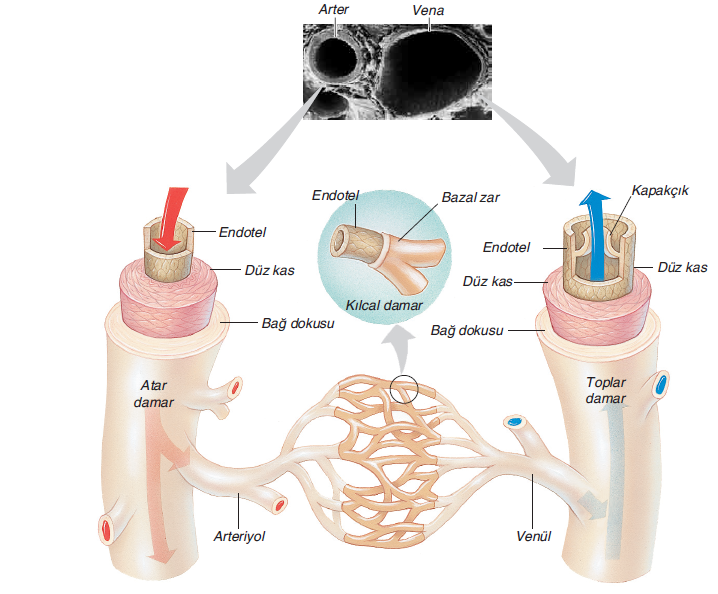 Arter
Vena
Endotel
Bazal zar
Kapakçık
Endotel
Endotel
Düz kas
Düz kas
Düz kas
Kılcal damar
Bağ dokusu
Bağ dokusu
Atar
damar
Toplar
damar
Arteriyol
Venül